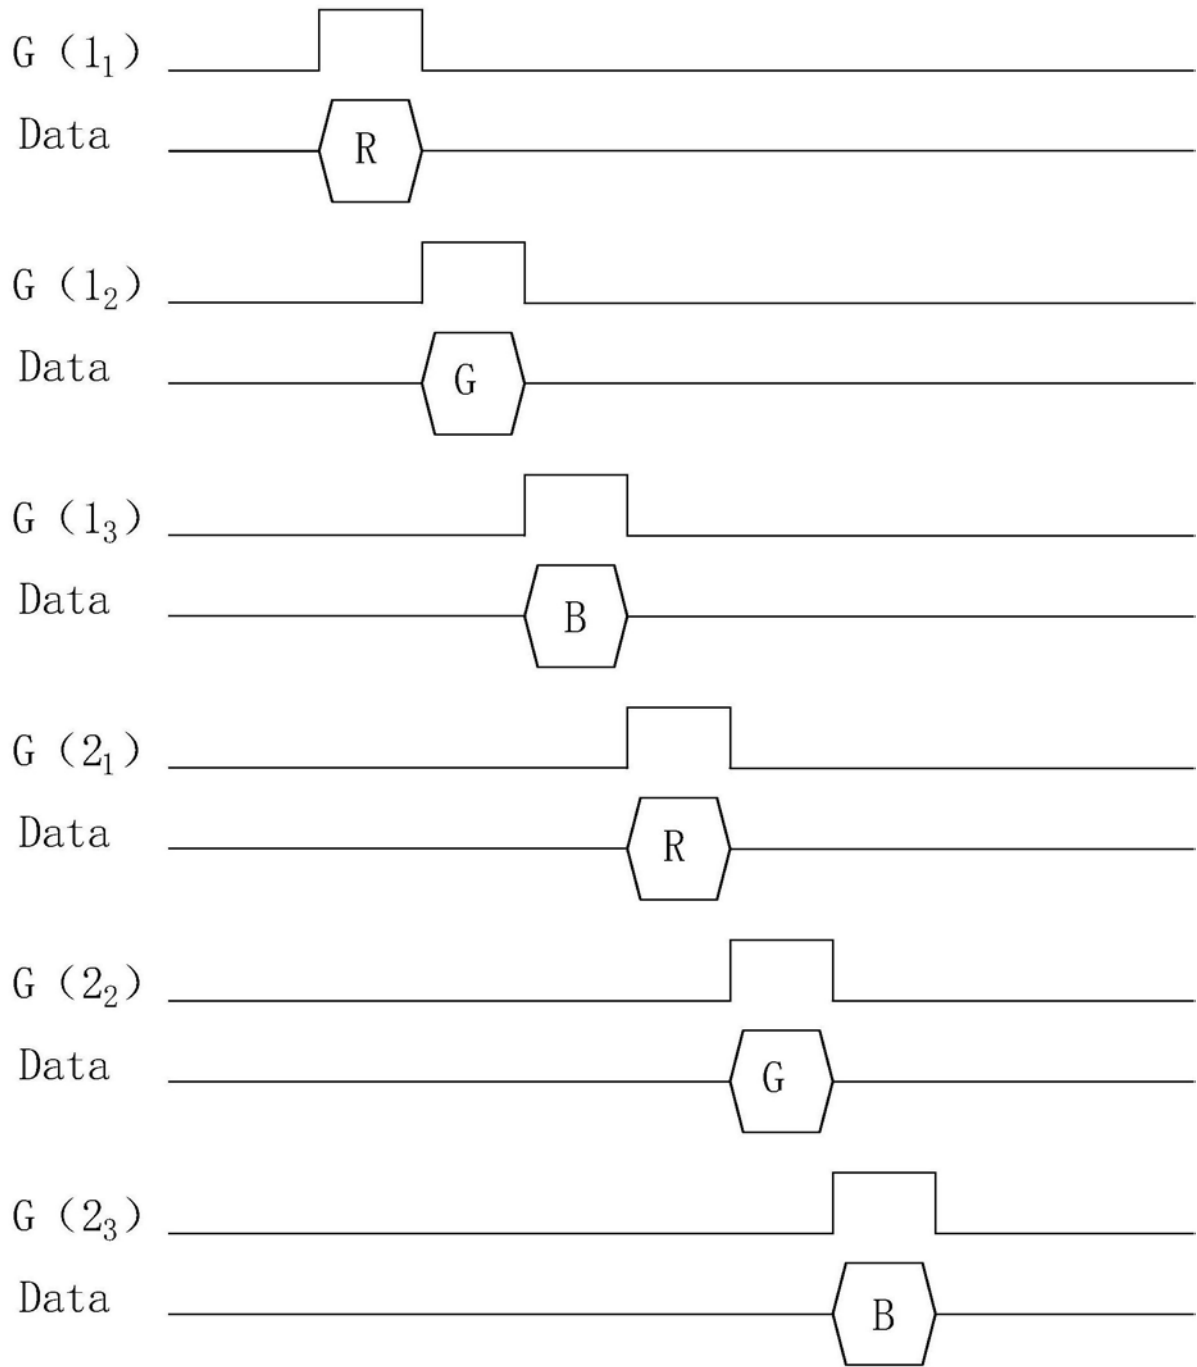 G (1₁)
Data
R
G (1₂)
Data
G
G (1₃)
Data
B
G (2₁)
Data
R
G (2₂)
Data
G
G (2₃)
Data
B